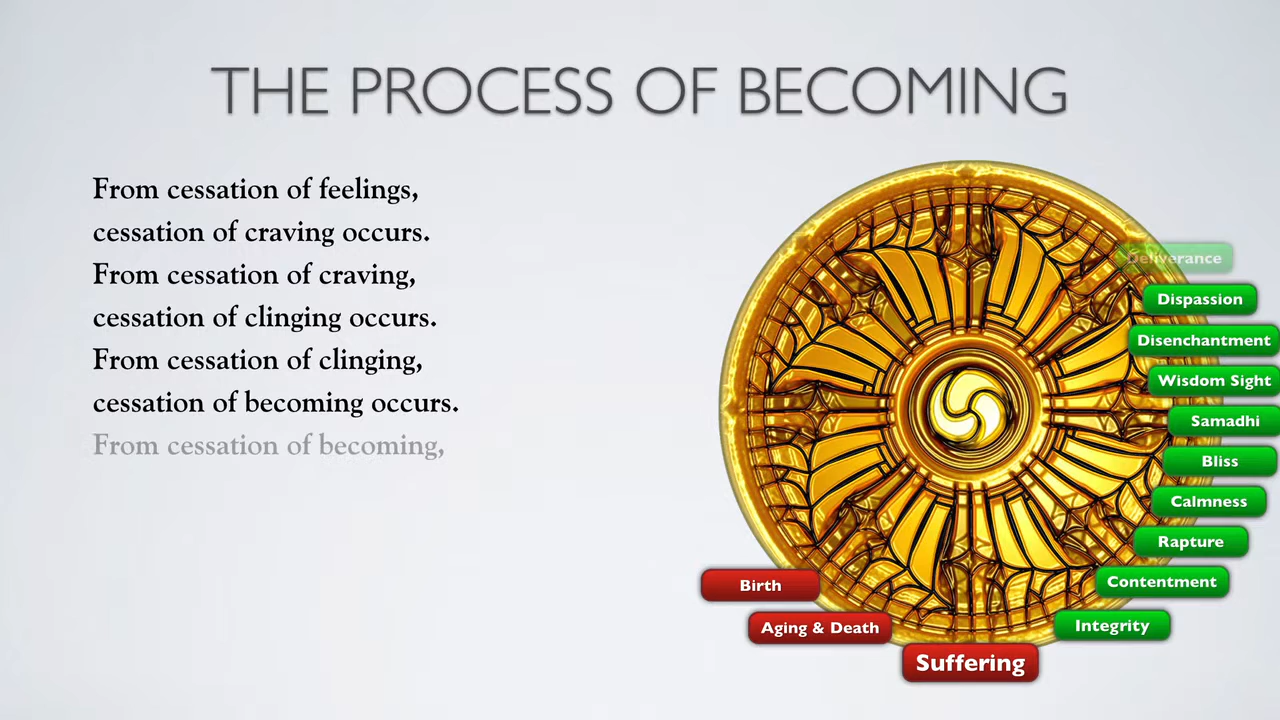 THE PROCESS OF BECOMING
From cessation of feelings,
cessation of craving occurs.
From cessation of craving,
cessation of clinging occurs.
From cessation of clinging,
cessation of becoming occurs.
From cessation of becoming,
Deliverance
Dispassion
Disenchantment
Wisdom Sight
Samadhi
Bliss
Calmness
Rapture
Contentment
Integrity
Birth
Aging & Death
Suffering